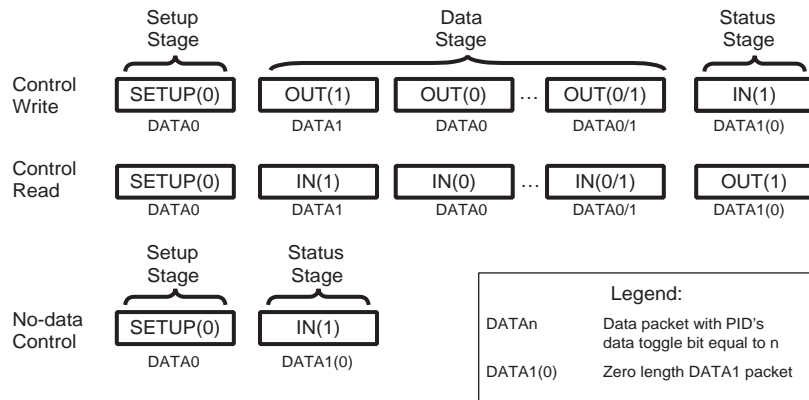 Setup
Stage
Data
Stage
Status
Stage
Control
Write
SETUP(0) OUT(1) OUT(0) ... OUT(0/1) IN(1)
DATA0 DATA1 DATA0 DATA0/1 DATA1(0)
Control
Read
SETUP(0) IN(1) IN(0) ... IN(0/1) OUT(1)
DATA0 DATA1 DATA0 DATA0/1 DATA1(0)
Setup
Stage
Status
Stage
No-data
Control
SETUP(0) IN(1)
DATA0 DATA1(0)
Legend:
DATAn Data packet with PID's
data toggle bit equal to n
DATA1(0) Zero length DATA1 packet